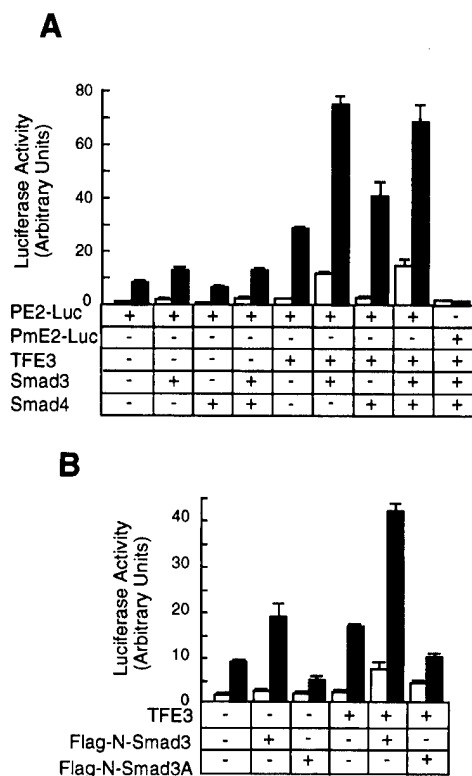 A
80
60
40
20
0
Luciferase Activity
(Arbitrary Units)
PE2-Luc + + + + + + + + -
PmE2-Luc - - - - - - - - +
TFE3 - - - - + + + + +
Smad3 - + - + - + - + +
Smad4 - - + + - - + + +
B
40
30
20
10
0
Luciferase Activity
(Arbitrary Units)
TFE3 - - - + + +
Flag-N-Smad3 - + - - + -
Flag-N-Smad3A - - + - - +